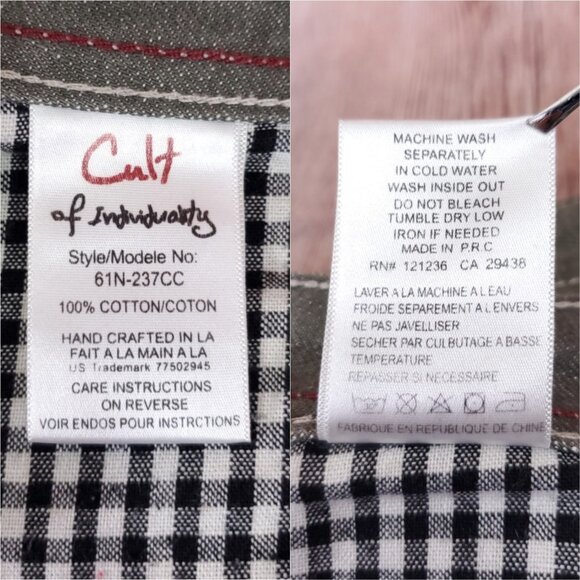 Cult
of Individuality
Style/Modele No:
61N-237CC
100% COTTON/COTON
HAND CRAFTED IN LA
FAIT A LA MAIN A LA
US Trademark 77502945
CARE INSTRUCTIONS
ON REVERSE
VOIR ENDOS POUR INSTRCTIONS
MACHINE WASH
SEPARATELY
IN COLD WATER
WASH INSIDE OUT
DO NOT BLEACH
TUMBLE DRY LOW
IRON IF NEEDED
MADE IN P.R.C
RN# 121236 CA 29438
LAVER A LA MACHINE A L'EAU
FROIDE SEPAREMENT A L'ENVERS
NE PAS JAVELLISER
SECHER PAR CULBUTAGE A BASSE
TEMPERATURE
REPASSER SI NECESSAIRE
FABRIQUE EN REPUBLIQUE DE CHINE